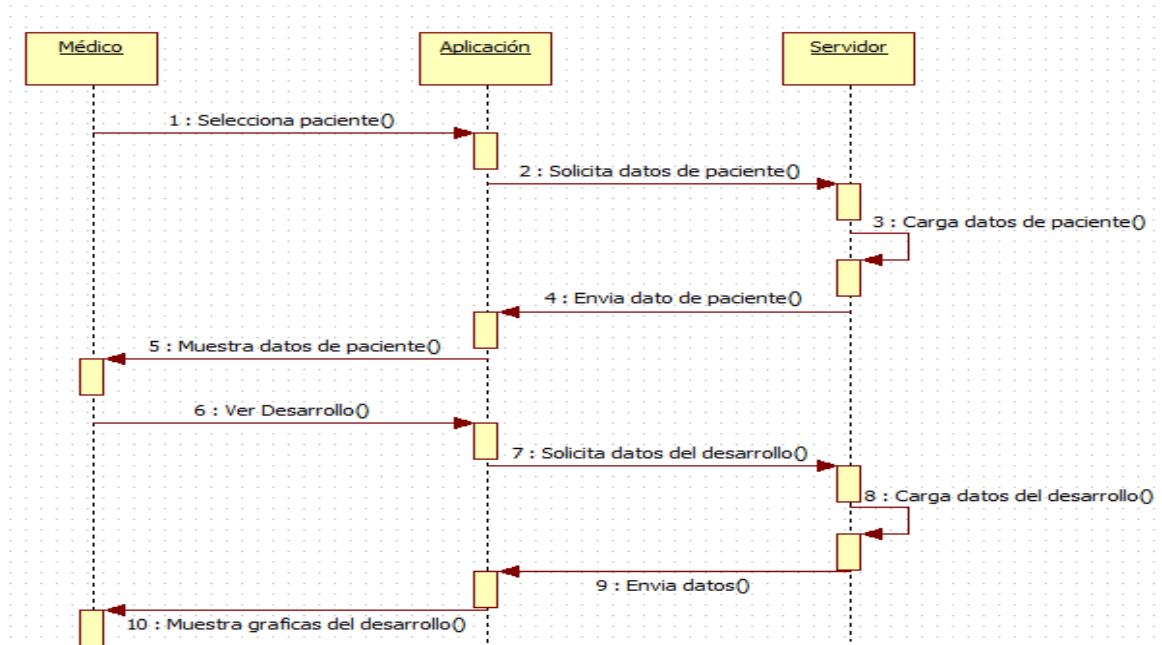 Médico
Aplicación
Servidor
1 : Selecciona paciente()
2 : Solicita datos de paciente()
3 : Carga datos de paciente()
4 : Envia dato de paciente()
5 : Muestra datos de paciente()
6 : Ver Desarrollo()
7 : Solicita datos del desarrollo()
8 : Carga datos del desarrollo()
9 : Envia datos()
10 : Muestra graficas del desarrollo()